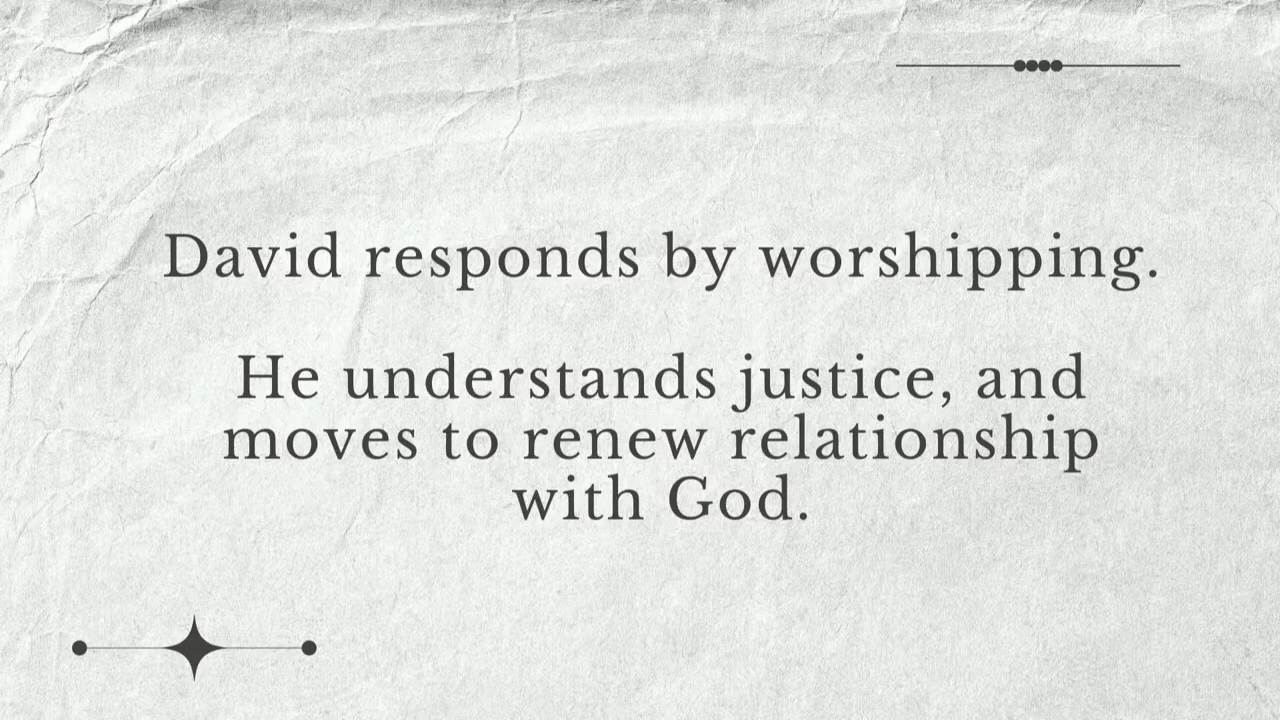 David responds by worshipping.
He understands justice, and
moves to renew relationship
with God.